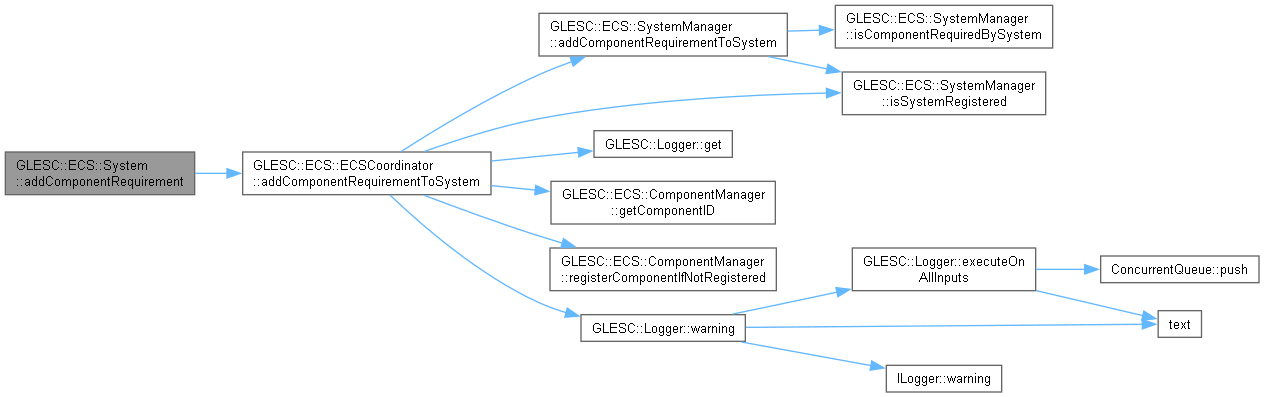 GLESC::ECS::System
::addComponentRequirement
GLESC::ECS::ECSCoordinator
::addComponentRequirementToSystem
GLESC::ECS::SystemManager
::addComponentRequirementToSystem
GLESC::ECS::SystemManager
::isComponentRequiredBySystem
GLESC::ECS::SystemManager
::isSystemRegistered
GLESC::Logger::get
GLESC::ECS::ComponentManager
::getComponentID
GLESC::ECS::ComponentManager
::registerComponentIfNotRegistered
GLESC::Logger::warning
GLESC::Logger::executeOn
AllInputs
ConcurrentQueue::push
text
ILogger::warning